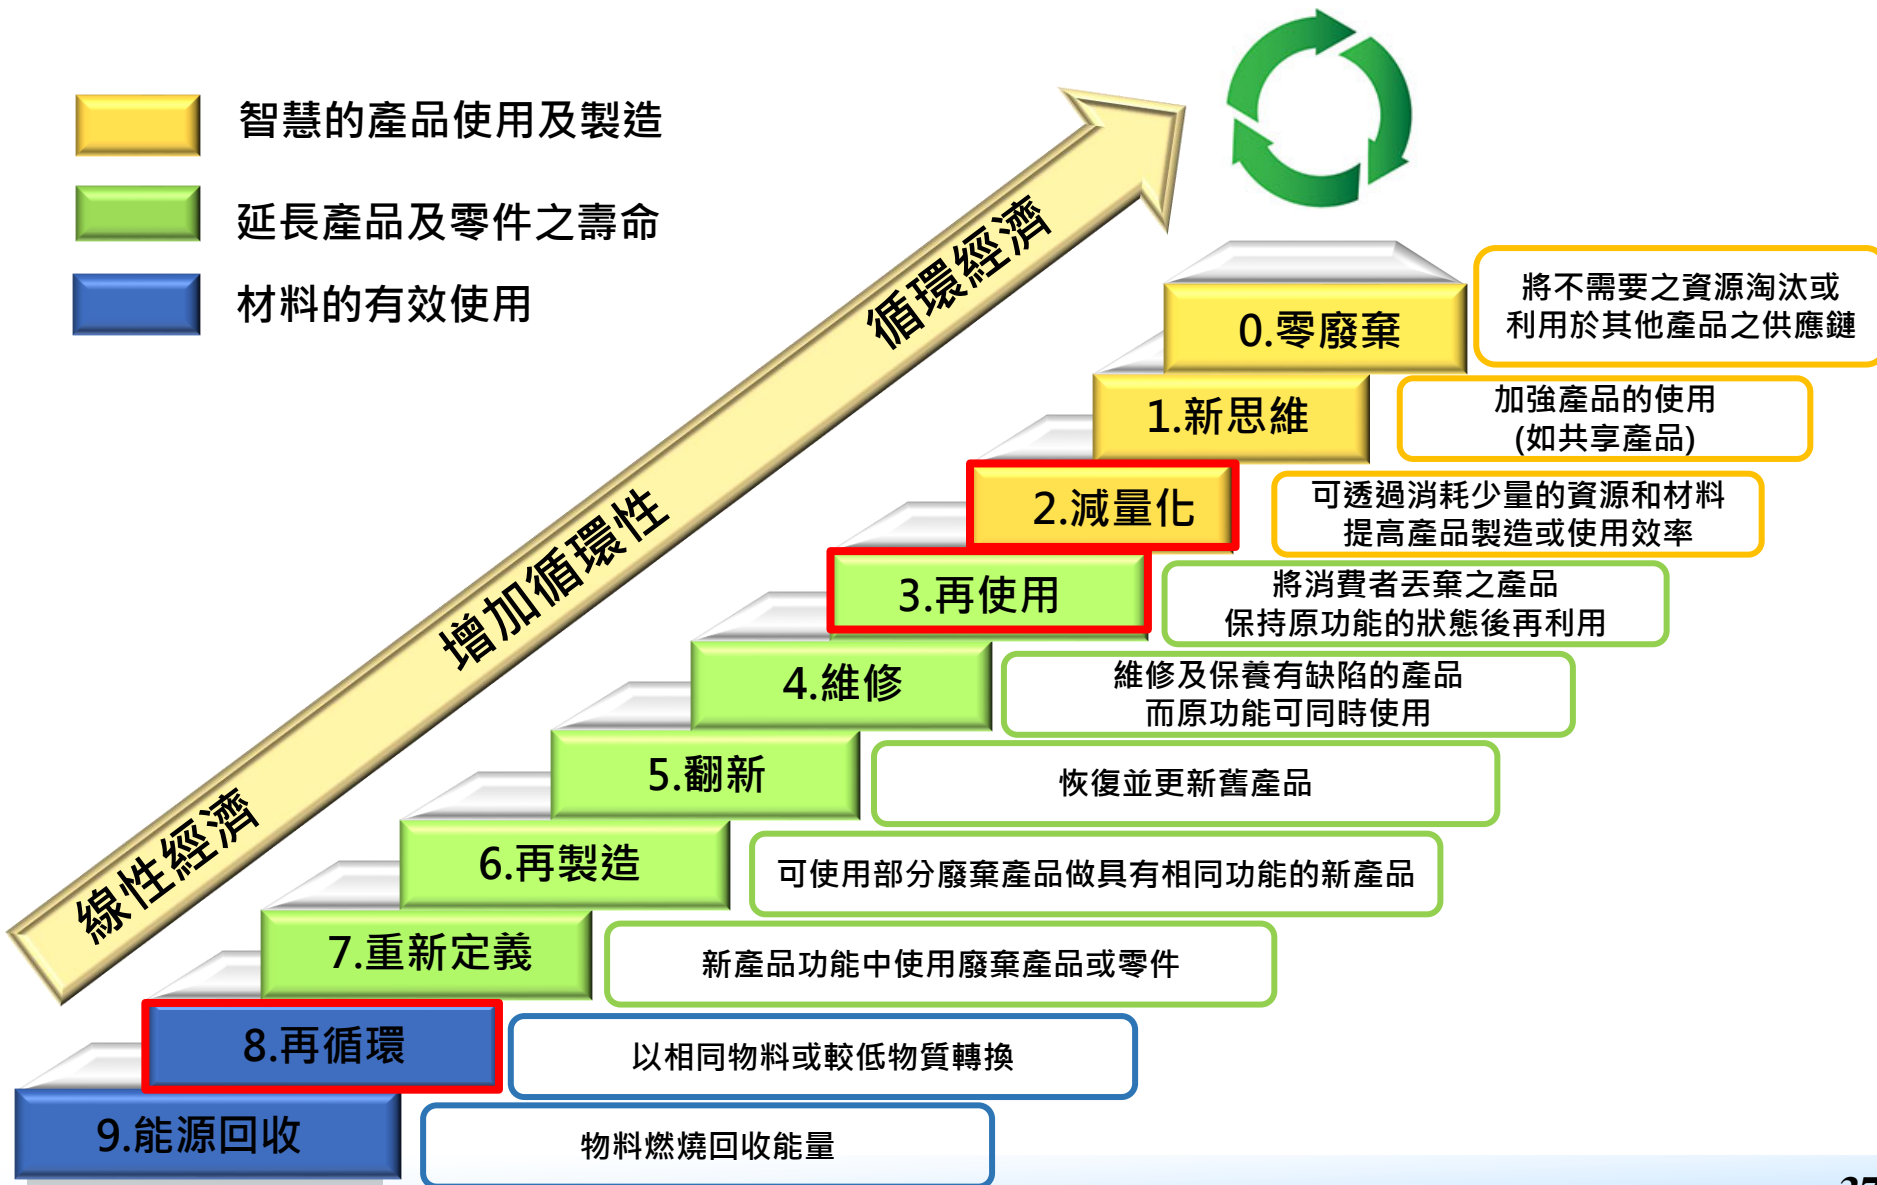 智慧的產品使用及製造
延長產品及零件之壽命
材料的有效使用
循環經濟
增加循環性
線性經濟
0.零廢棄
將不需要之資源淘汰或
利用於其他產品之供應鏈
1.新思維
加強產品的使用
(如共享產品)
2.減量化
可透過消耗少量的資源和材料
提高產品製造或使用效率
3.再使用
將消費者丟棄之產品
保持原功能的狀態後再利用
4.維修
維修及保養有缺陷的產品
而原功能可同時使用
5.翻新
恢復並更新舊產品
6.再製造
可使用部分廢棄產品做具有相同功能的新產品
7.重新定義
新產品功能中使用廢棄產品或零件
8.再循環
以相同物料或較低物質轉換
9.能源回收
物料燃燒回收能量